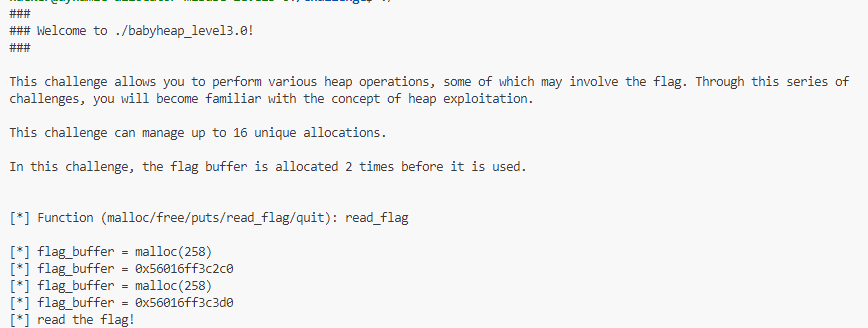 ###
### Welcome to ./babyheap_level3.0!
###
This challenge allows you to perform various heap operations, some of which may involve the flag. Through this series of
challenges, you will become familiar with the concept of heap exploitation.
This challenge can manage up to 16 unique allocations.
In this challenge, the flag buffer is allocated 2 times before it is used.
[*] Function (malloc/free/puts/read_flag/quit): read_flag
[*] flag_buffer = malloc(258)
[*] flag_buffer = 0x56016ff3c2c0
[*] flag_buffer = malloc(258)
[*] flag_buffer = 0x56016ff3c3d0
[*] read the flag!